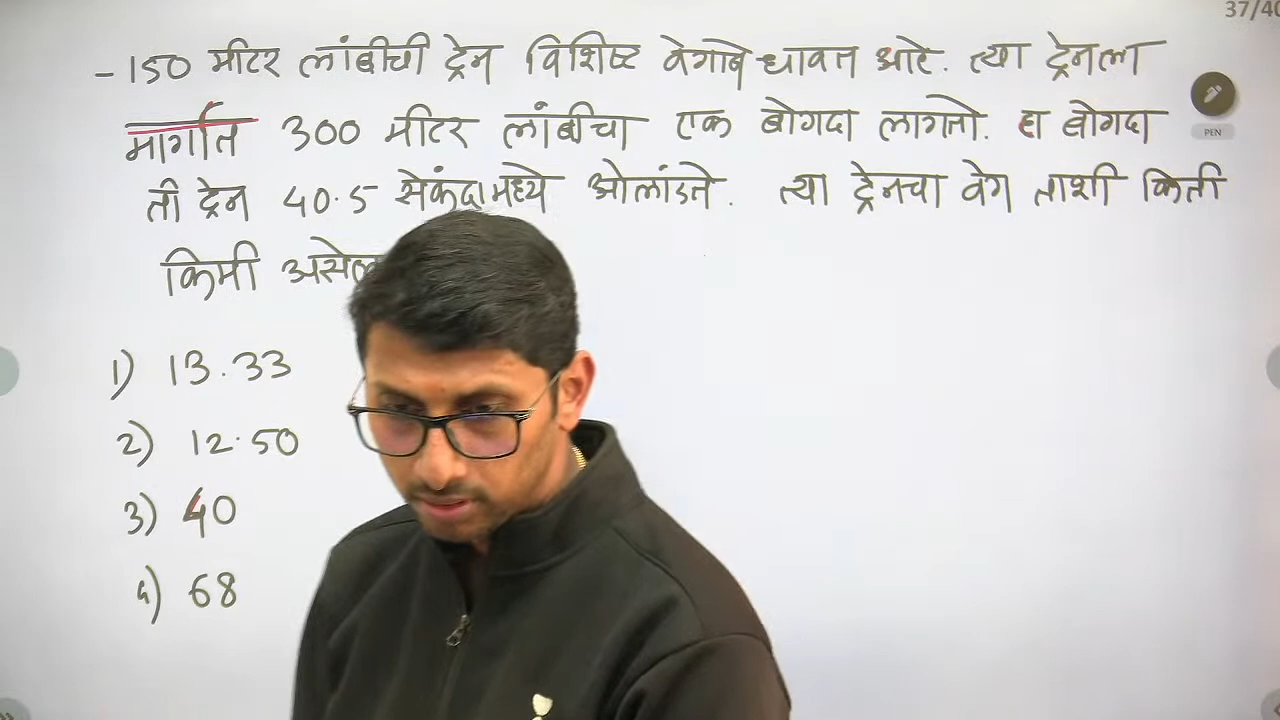 37/40
-150 मीटर लांबीची ट्रेन विशिष्ट वेगाने धावत आहे. त्या ट्रेनला
PEN
मार्गात 300 मीटर लांबीचा एक बोगदा लागतो. हा बोगदा
ती ट्रेन 40.5 सेकंदामध्ये ओलांडते. त्या ट्रेनचा वेग ताशी किती
किमी असेल
1) 13.33
2) 12.50
3) 40
4) 68